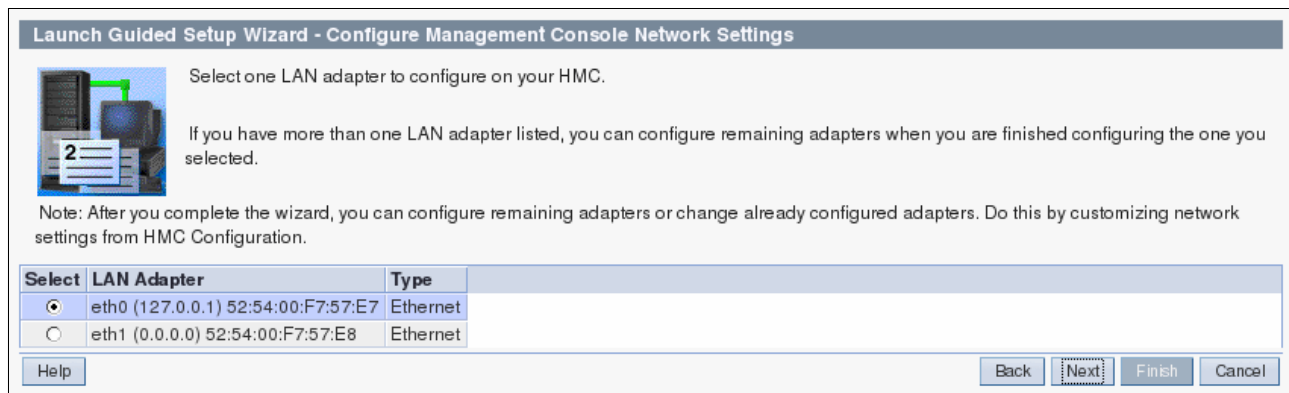 Launch Guided Setup Wizard - Configure Management Console Network Settings
Select one LAN adapter to configure on your HMC.
If you have more than one LAN adapter listed, you can configure remaining adapters when you are finished configuring the one you
selected.
2
Note: After you complete the wizard, you can configure remaining adapters or change already configured adapters. Do this by customizing network
settings from HMC Configuration.
Select LAN Adapter Type
eth0 (127.0.0.1) 52:54:00:F7:57:E7 Ethernet
eth1 (0.0.0.0) 52:54:00:F7:57:E8 Ethernet
Help Back Next Finish Cancel